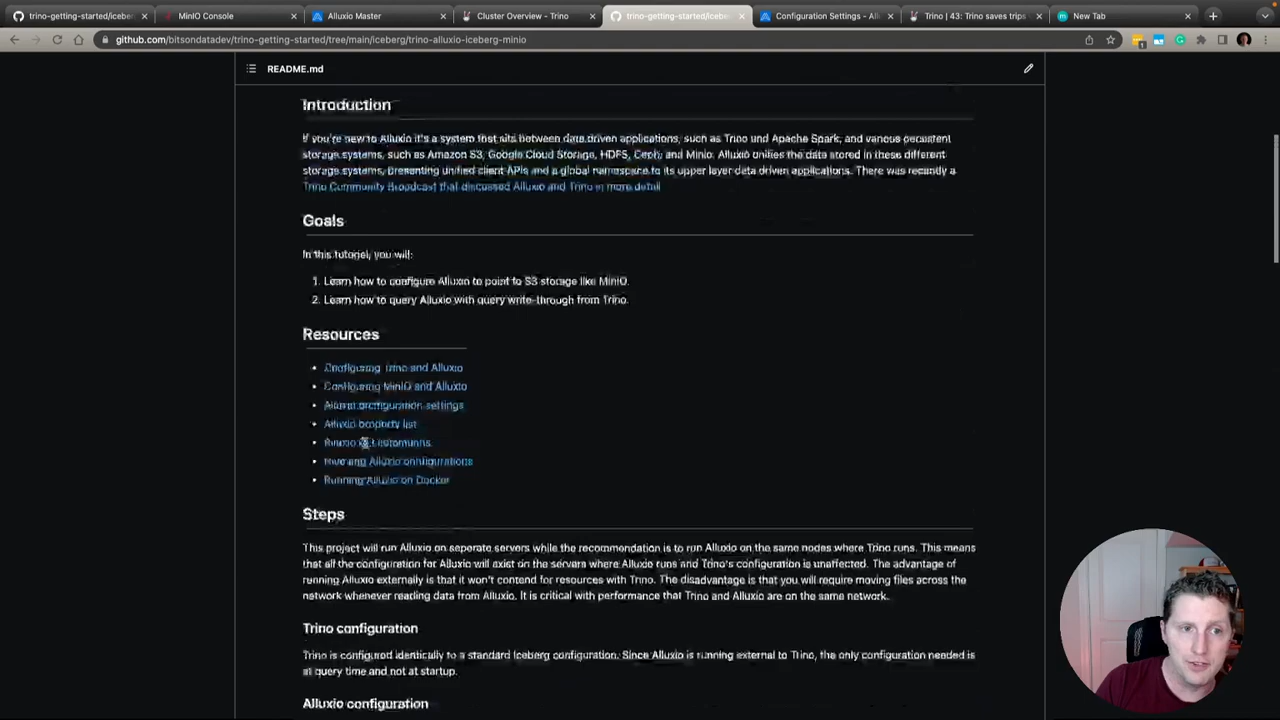 trino-getting-started/iceber
MinIO Console
Alluxio Master
Cluster Overview - Trino
trino-getting-started/iceber
Configuration Settings - Alluxio
Trino | 43: Trino saves trips
New Tab
github.com/bitsondatadev/trino-getting-started/tree/main/iceberg/trino-alluxio-iceberg-minio
README.md
Introduction
If you're new to Alluxio it's a system that sits between data driven applications, such as Trino and Apache Spark, and various persistent
storage systems, such as Amazon S3, Google Cloud Storage, HDFS, Ceph, and Minio. Alluxio unifies the data stored in these different
storage systems, presenting unified client APIs and a global namespace to its upper layer data driven applications. There was recently a
Trino Community Broadcast that discussed Alluxio and Trino in more detail
Goals
In this tutorial, you will:
1. Learn how to configure Alluxio to point to S3 storage like MinIO.
2. Learn how to query Alluxio with query write-through from Trino.
Resources
• Configuring Trino and Alluxio
• Configuring MinIO and Alluxio
• Alluxio configuration settings
• Alluxio property list
• Alluxio
• Hive and Alluxio configurations
• Running Alluxio on Docker
Steps
This project will run Alluxio on separate servers while the recommendation is to run Alluxio on the same nodes where Trino runs. This means
that all the configuration for Alluxio will exist on the servers where Alluxio runs and Trino's configuration is unaffected. The advantage of
running Alluxio externally is that it won't contend for resources with Trino. The disadvantage is that you will require moving files across the
network whenever reading data from Alluxio. It is critical with performance that Trino and Alluxio are on the same network.
Trino configuration
Trino is configured identically to a standard Iceberg configuration. Since Alluxio is running external to Trino, the only configuration needed is
at query time and not at startup.
Alluxio configuration